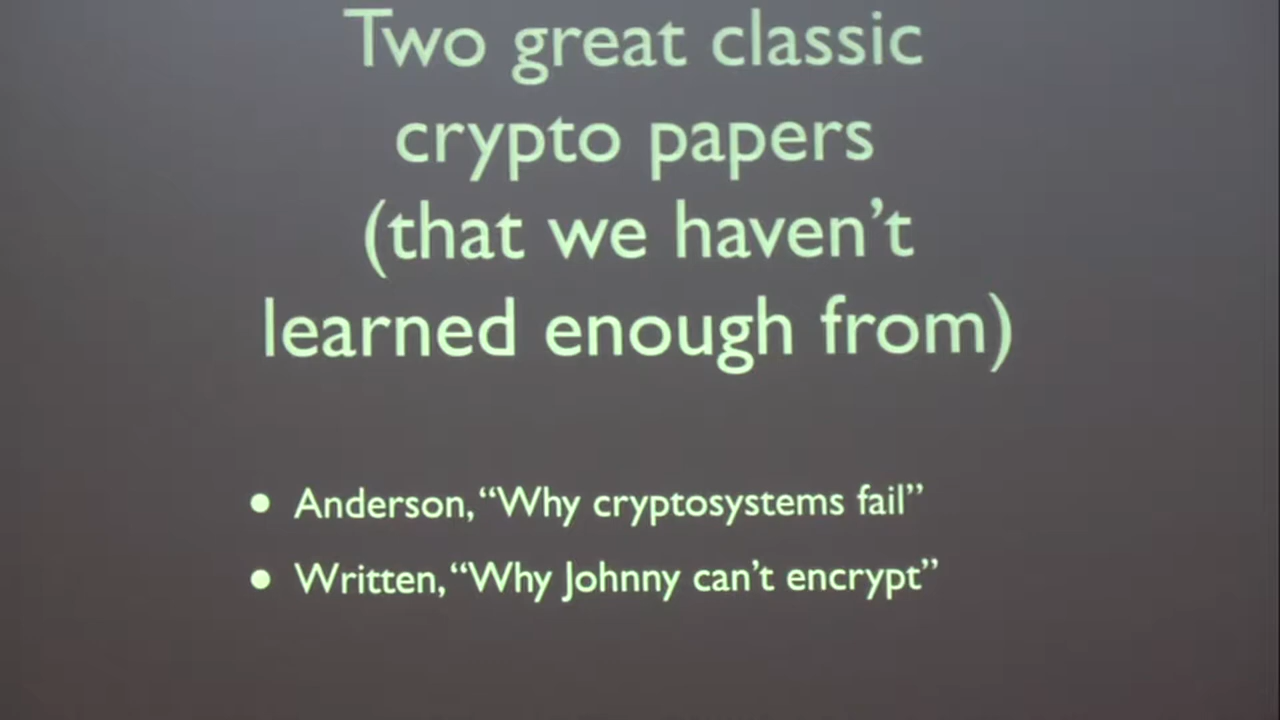 Two great classic
crypto papers
(that we haven’t
learned enough from)
• Anderson, “Why cryptosystems fail”
• Written, “Why Johnny can’t encrypt”